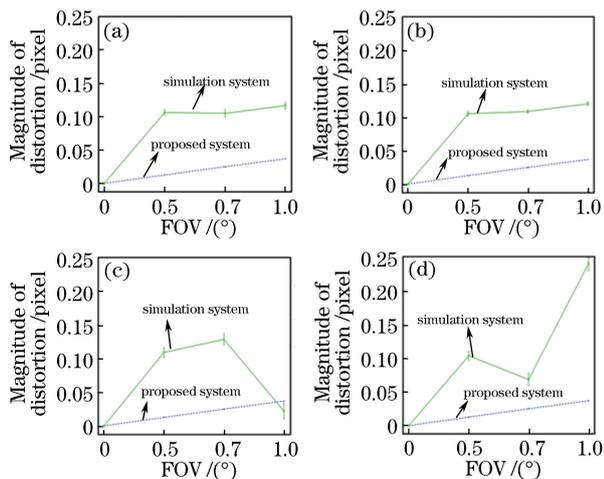 (a)
Magnitude of
distortion /pixel
0.25
0.20
0.15
0.10
0.05
0
simulation system
proposed system
0 0.5 0.7 1.0
FOV /(°)
(b)
Magnitude of
distortion /pixel
0.25
0.20
0.15
0.10
0.05
0
simulation system
proposed system
0 0.5 0.7 1.0
FOV /(°)
(c)
Magnitude of
distortion /pixel
0.25
0.20
0.15
0.10
0.05
0
simulation system
proposed system
0 0.5 0.7 1.0
FOV /(°)
(d)
Magnitude of
distortion /pixel
0.25
0.20
0.15
0.10
0.05
0
simulation system
proposed system
0 0.5 0.7 1.0
FOV /(°)